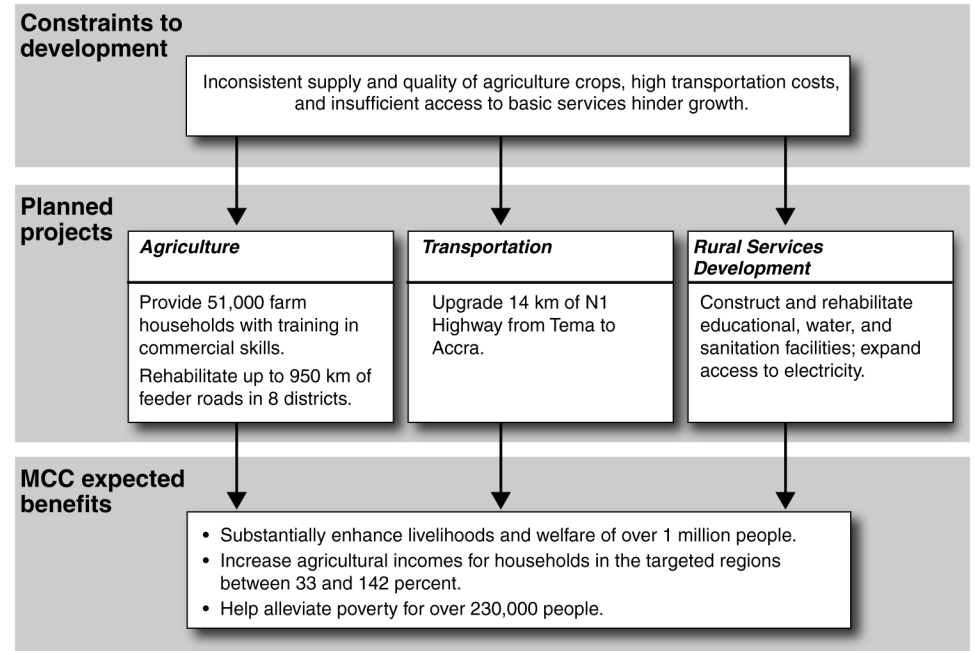 Constraints to
development
Inconsistent supply and quality of agriculture crops, high transportation costs,
and insufficient access to basic services hinder growth.
Planned
projects
Agriculture
Provide 51,000 farm
households with training in
commercial skills.
Rehabilitate up to 950 km of
feeder roads in 8 districts.
Transportation
Upgrade 14 km of N1
Highway from Tema to
Accra.
Rural Services
Development
Construct and rehabilitate
educational, water, and
sanitation facilities; expand
access to electricity.
MCC expected
benefits
• Substantially enhance livelihoods and welfare of over 1 million people.
• Increase agricultural incomes for households in the targeted regions
between 33 and 142 percent.
• Help alleviate poverty for over 230,000 people.